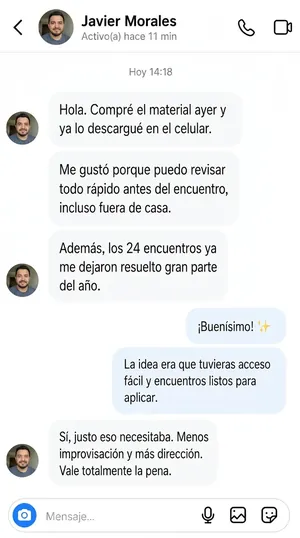 Javier Morales
Activo(a) hace 11 min
Hoy 14:18
Hola. Compré el material ayer y
ya lo descargué en el celular.
Me gustó porque puedo revisar
todo rápido antes del encuentro,
incluso fuera de casa.
Además, los 24 encuentros ya
me dejaron resuelto gran parte
del año.
¡Buenísimo! ✨
La idea era que tuvieras acceso
fácil y encuentros listos para
aplicar.
Sí, justo eso necesitaba. Menos
improvisación y más dirección.
Vale totalmente la pena.
Mensaje...